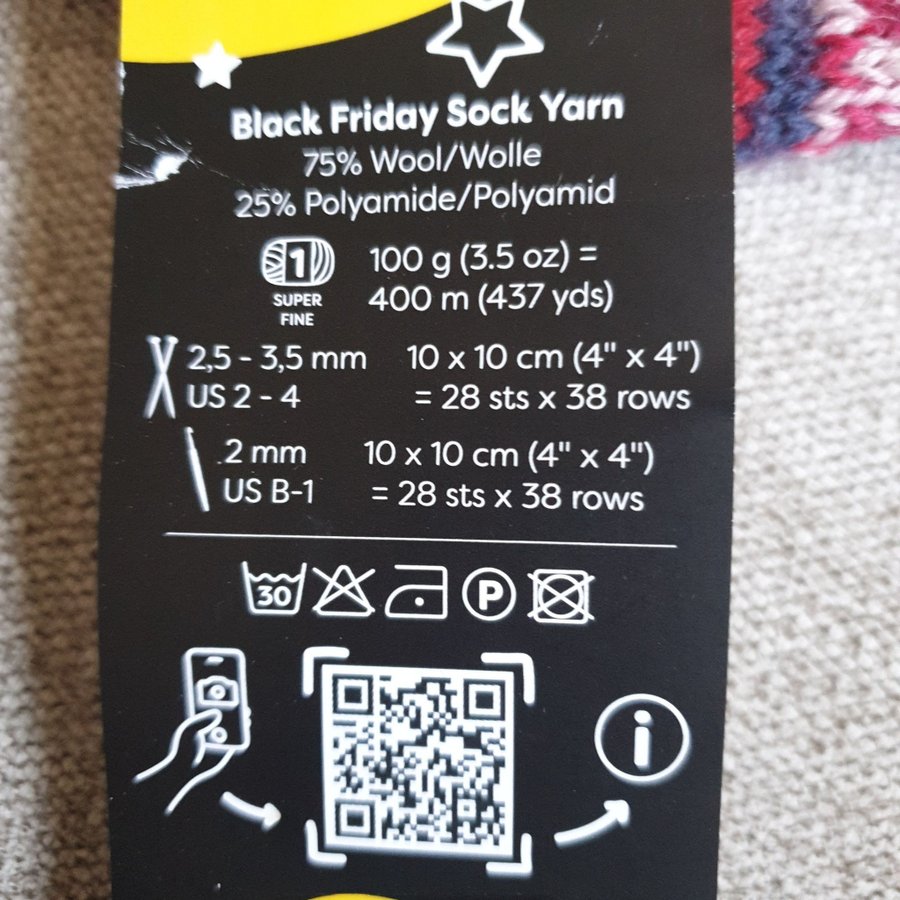 Black Friday Sock Yarn
75% Wool/Wolle
25% Polyamide/Polyamid
1
SUPER
FINE
100 g (3.5 oz) =
400 m (437 yds)
2,5 - 3,5 mm
US 2 - 4
10 x 10 cm (4" x 4")
= 28 sts x 38 rows
2 mm
US B-1
10 x 10 cm (4" x 4")
= 28 sts x 38 rows
30
P
i